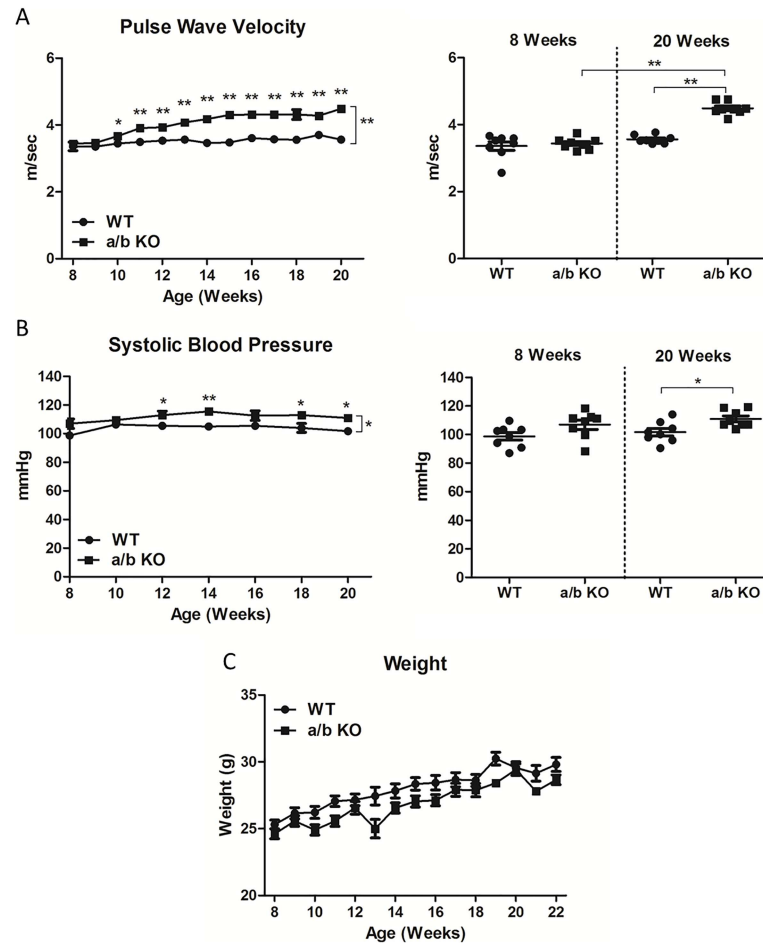 A
Pulse Wave Velocity
6
4
2
0
m/sec
* ** ** ** ** ** ** ** ** ** **
**
WT
a/b KO
8 10 12 14 16 18 20
Age (Weeks)
8 Weeks 20 Weeks
**
**
6
4
2
0
m/sec
WT a/b KO WT a/b KO
B
Systolic Blood Pressure
140
120
100
80
60
40
20
0
mmHg
* ** * *
*
WT
a/b KO
8 10 12 14 16 18 20
Age (Weeks)
8 Weeks 20 Weeks
*
140
120
100
80
60
40
20
0
mmHg
WT a/b KO WT a/b KO
C
Weight
35
30
25
20
Weight (g)
WT
a/b KO
8 10 12 14 16 18 20 22
Age (Weeks)